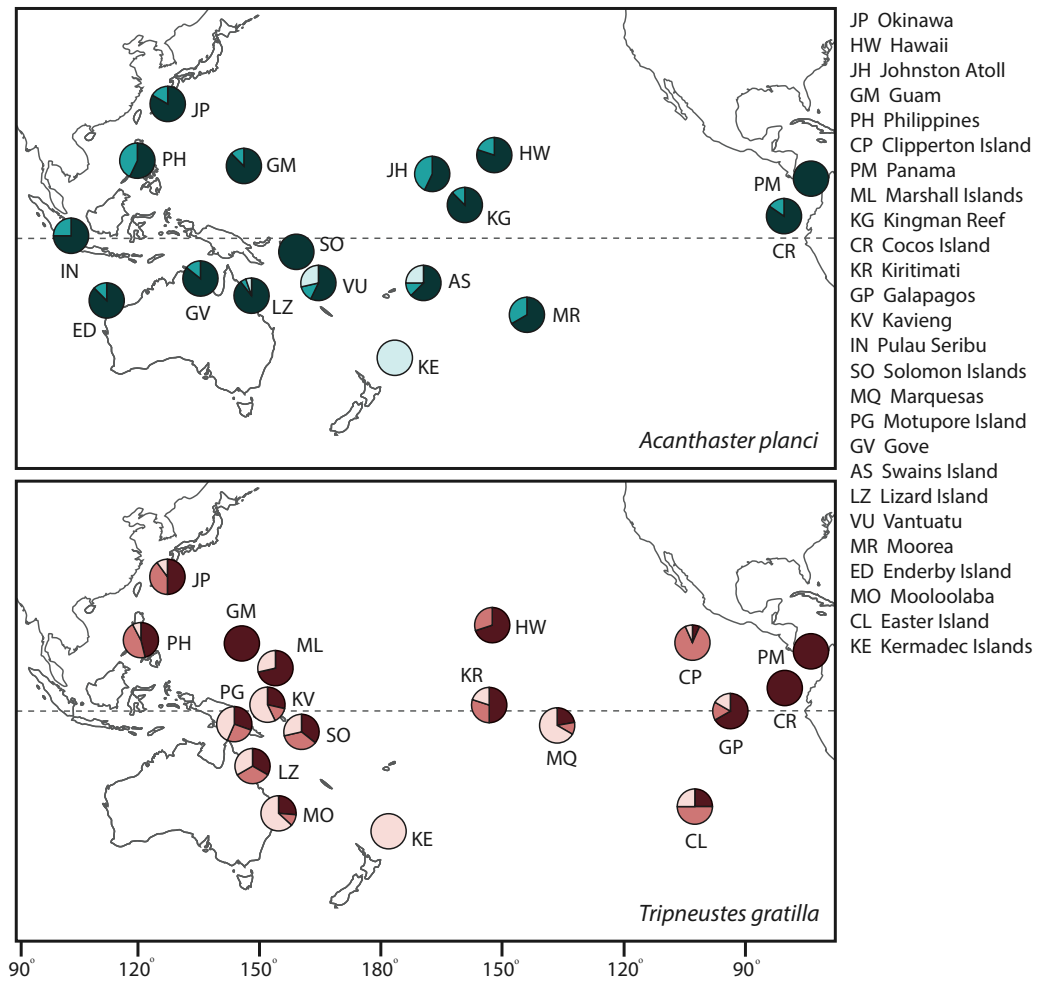 JP
PH
GM
JH
HW
KG
PM
CR
IN
SO
ED
GV
LZ
VU
AS
MR
KE
Acanthaster planci
JP
PH
GM
ML
HW
CP
PM
PG
KV
KR
CR
SO
MQ
GP
LZ
MO
KE
CL
Tripneustes gratilla
90° 120° 150° 180° 150° 120° 90°
JP Okinawa
HW Hawaii
JH Johnston Atoll
GM Guam
PH Philippines
CP Clipperton Island
PM Panama
ML Marshall Islands
KG Kingman Reef
CR Cocos Island
KR Kiritimati
GP Galapagos
KV Kavieng
IN Pulau Seribu
SO Solomon Islands
MQ Marquesas
PG Motupore Island
GV Gove
AS Swains Island
LZ Lizard Island
VU Vantuatu
MR Moorea
ED Enderby Island
MO Mooloolaba
CL Easter Island
KE Kermadec Islands